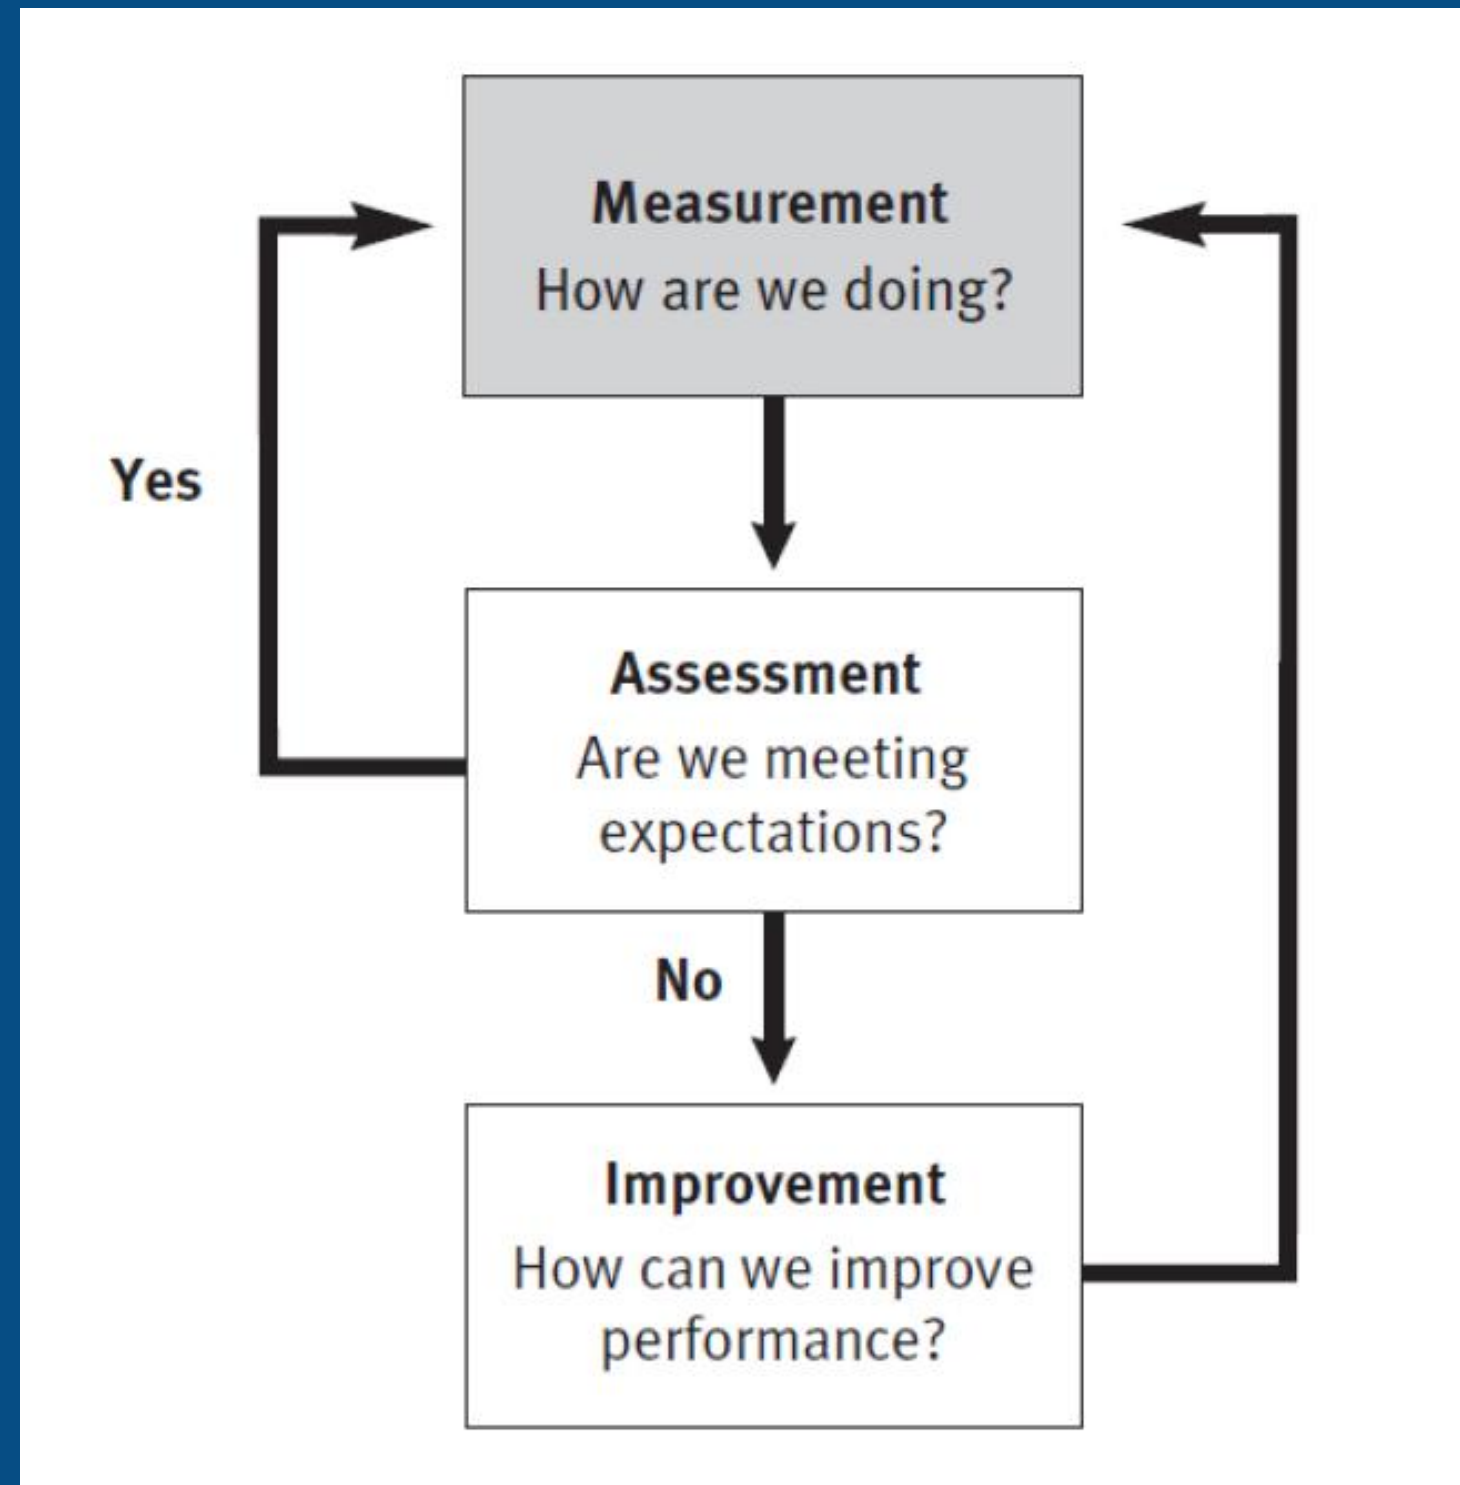 Measurement
How are we doing?
Yes
Assessment
Are we meeting
expectations?
No
Improvement
How can we improve
performance?